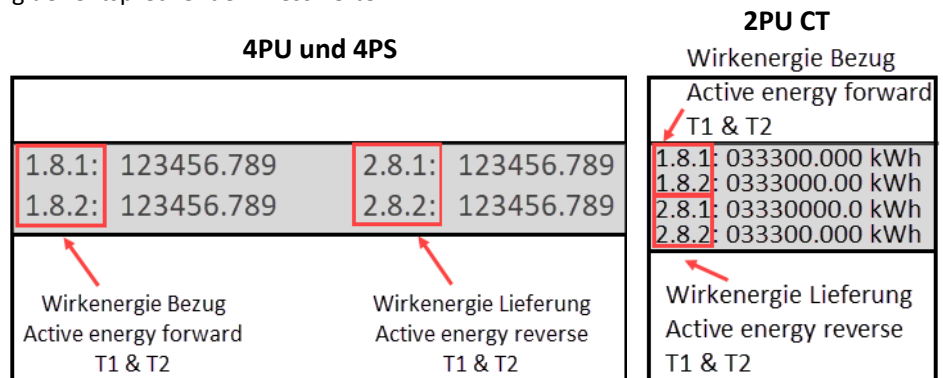 2PU CT
4PU und 4PS
Wirkenergie Bezug
Active energy forward
T1 & T2
1.8.1: 123456.789 2.8.1: 123456.789
1.8.2: 123456.789 2.8.2: 123456.789
1.8.1: 033300.000 kWh
1.8.2: 033000.00 kWh
2.8.1: 03330000.0 kWh
2.8.2: 033300.000 kWh
Wirkenergie Bezug
Active energy forward
T1 & T2
Wirkenergie Lieferung
Active energy reverse
T1 & T2
Wirkenergie Lieferung
Active energy reverse
T1 & T2